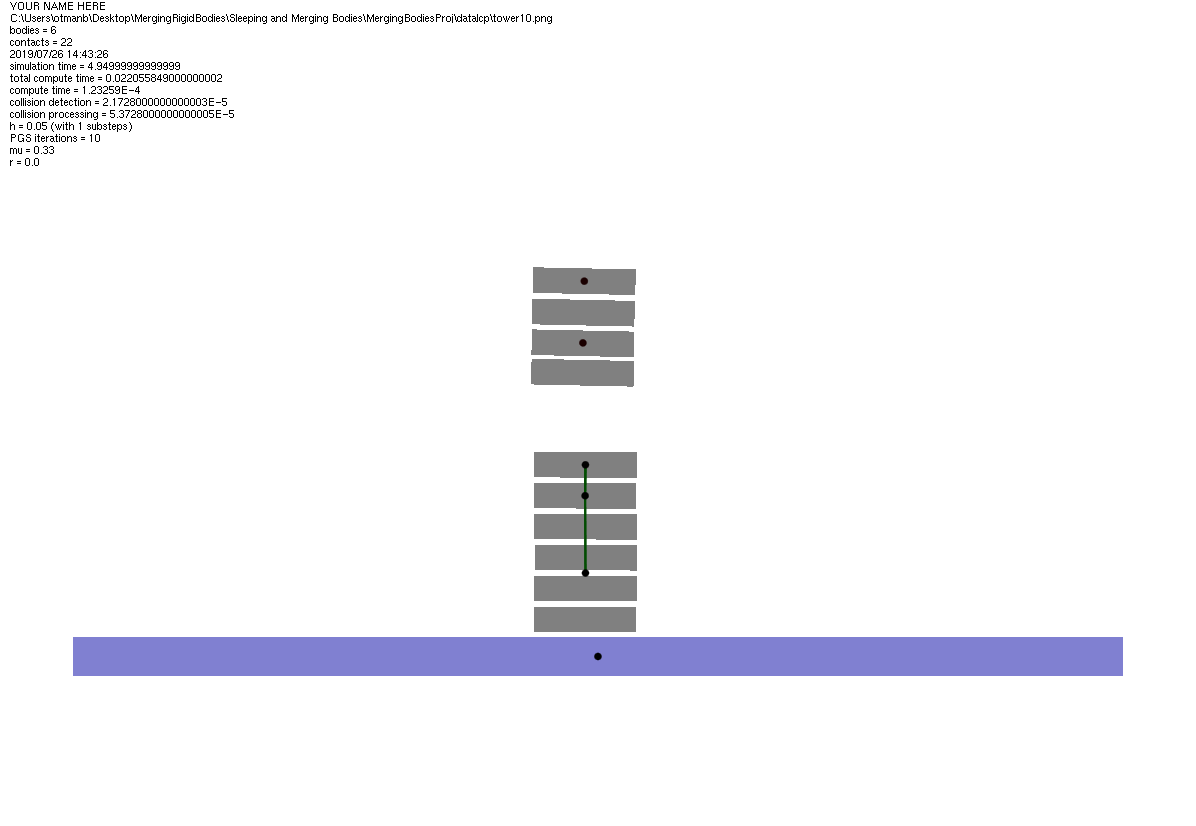 YOUR NAME HERE
C:\Users\otmanb\Desktop\MergingRigidBodies\Sleeping and Merging Bodies\MergingBodiesProj\datalcp\tower10.png
bodies = 6
contacts = 22
2019/07/26 14:43:26
simulation time = 4.94999999999999
total compute time = 0.022055849000000002
compute time = 1.23259E-4
collision detection = 2.1728000000000003E-5
collision processing = 5.3728000000000005E-5
h = 0.05 (with 1 substeps)
PGS iterations = 10
mu = 0.33
r = 0.0